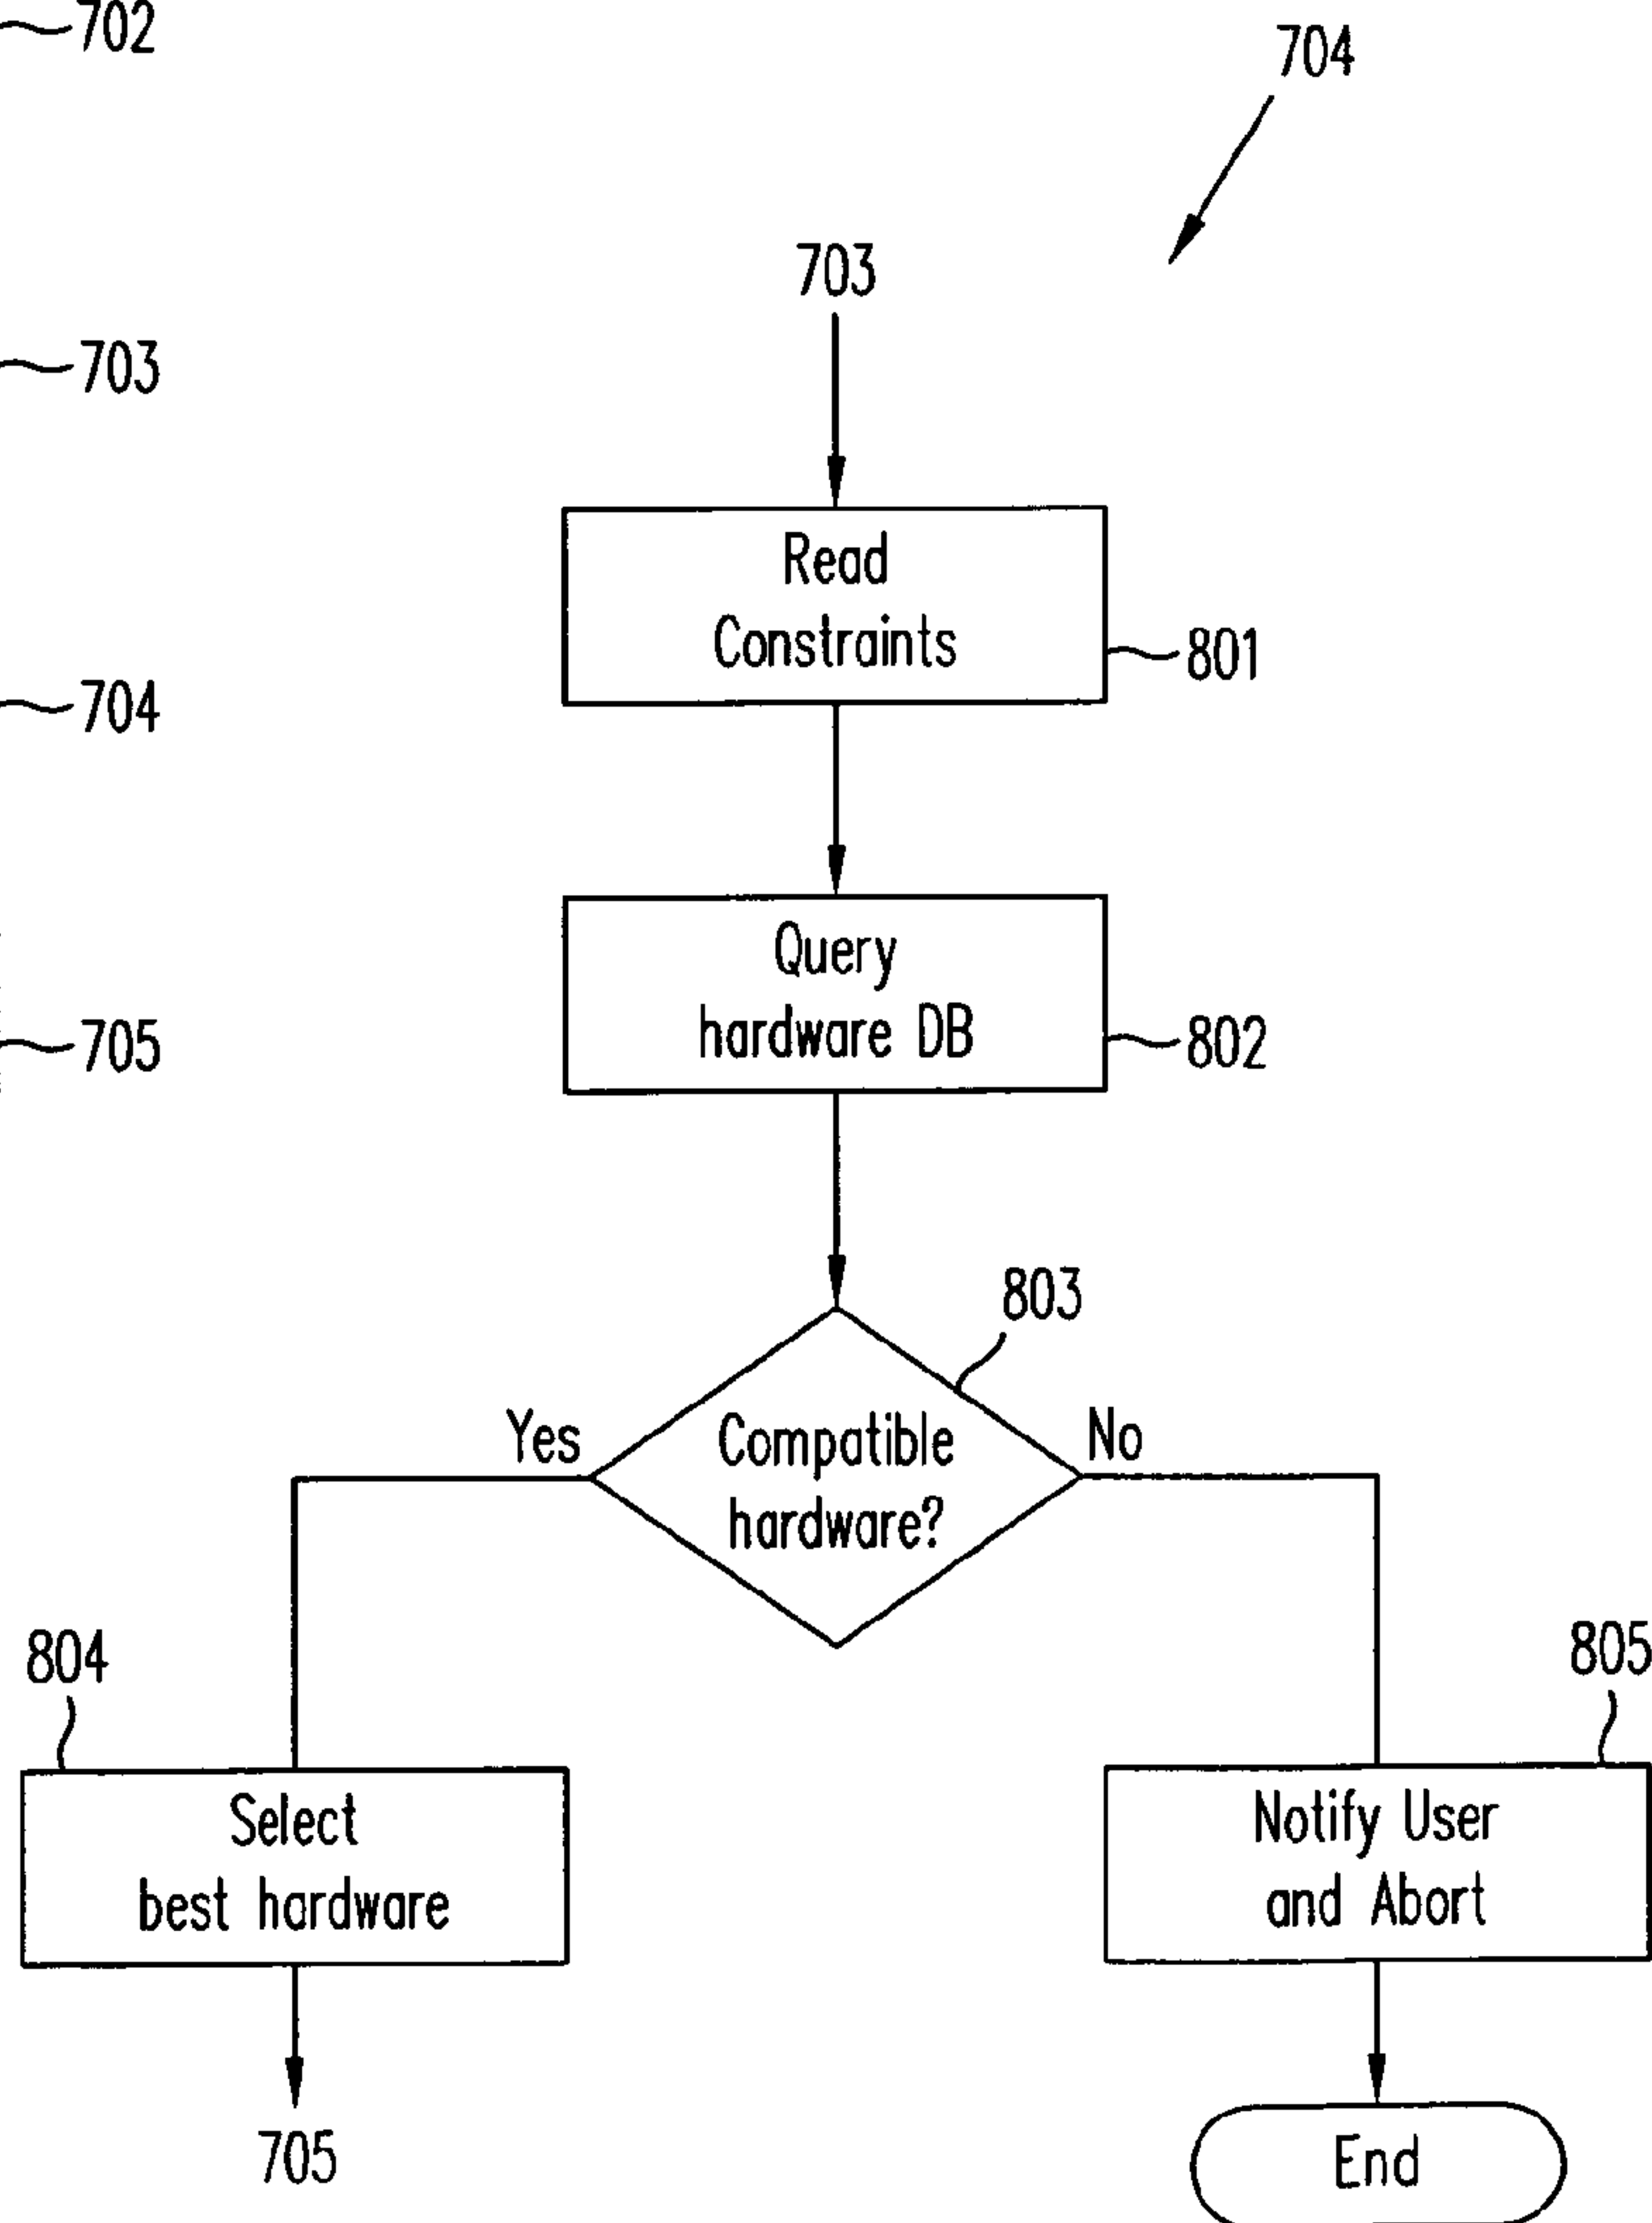 702
704
703
703
Read
Constraints
801
704
Query
hardware DB
802
705
803
Yes
Compatible
hardware?
No
804
805
Select
best hardware
Notify User
and Abort
705
End